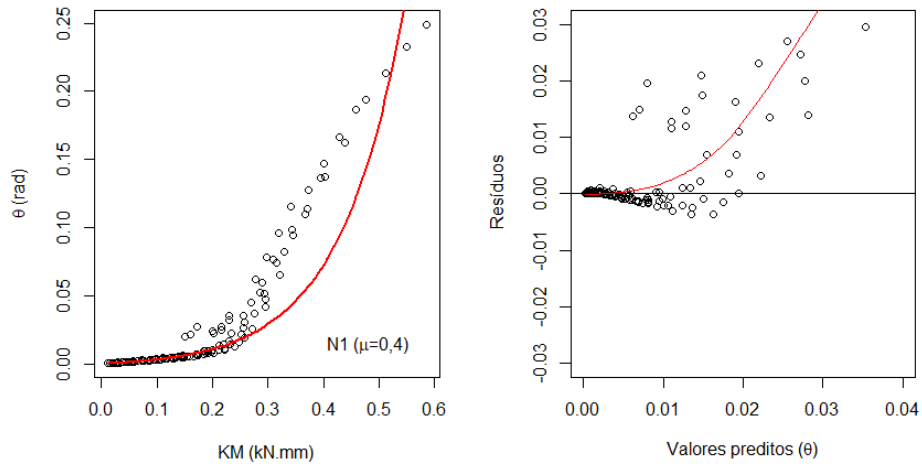 0.25
0.20
0.15
0.10
0.05
0.00
θ (rad)
N1 (μ=0,4)
0.0 0.1 0.2 0.3 0.4 0.5 0.6
KM (kN.mm)
0.03
0.02
0.01
0.00
-0.01
-0.02
-0.03
Resíduos
0.00 0.01 0.02 0.03 0.04
Valores preditos (θ)